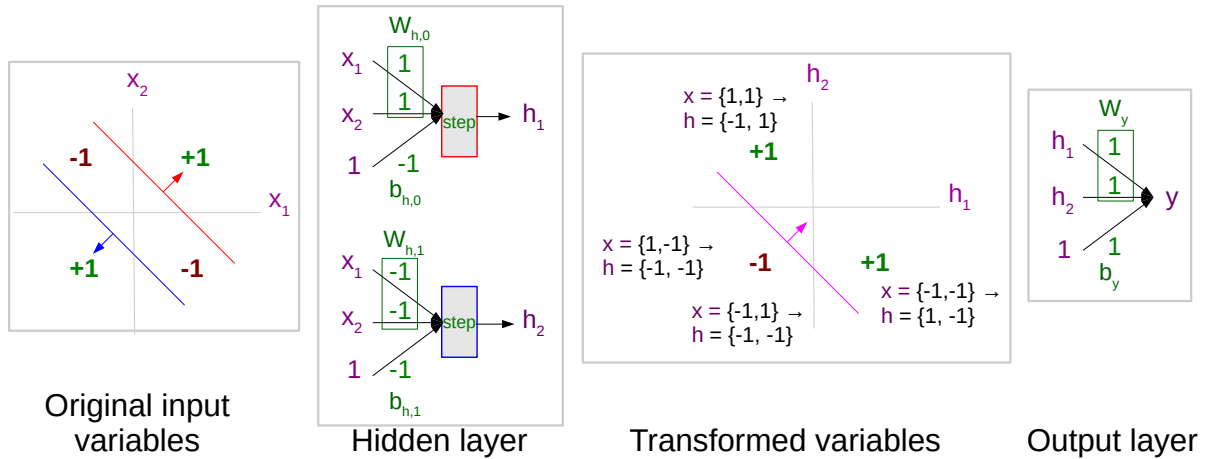 x2
-1
+1
x1
+1
-1
Original input
variables
Wh,0
x1
1
x2
1
step
h1
1
-1
bh,0
Wh,1
x1
-1
x2
-1
step
h2
1
-1
bh,1
Hidden layer
h2
x = {1,1} →
h = {-1, 1}
+1
h1
x = {1,-1} →
h = {-1, -1}
-1
+1
x = {-1,1} →
h = {-1, -1}
x = {-1,-1} →
h = {1, -1}
Transformed variables
Wy
h1
1
h2
1
y
1
1
by
Output layer